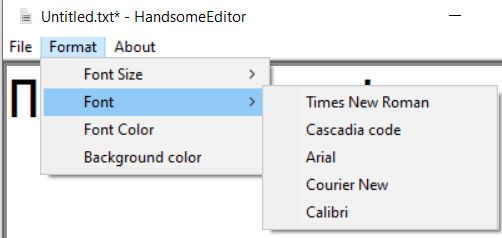 Untitled.txt* - HandsomeEditor
File Format About
Font Size
Font
Font Color
Background color
Times New Roman
Cascadia code
Arial
Courier New
Calibri